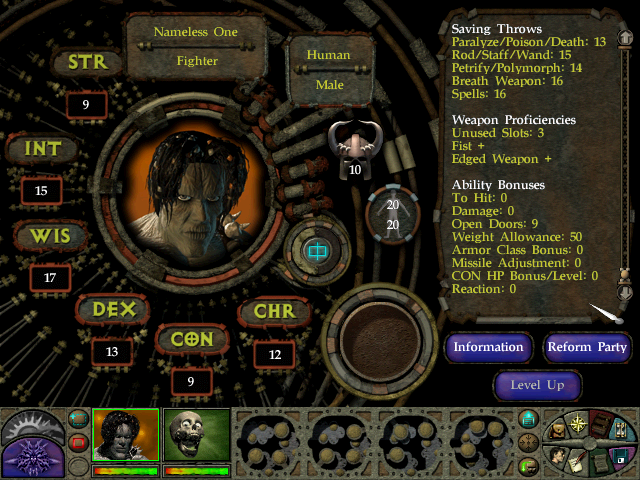 Nameless One
Fighter
Human
Male
STR
9
INT
15
WIS
17
DEX
13
CON
9
CHR
12
10
20
20
Saving Throws
Paralyze/Poison/Death: 13
Rod/Staff/Wand: 15
Petrify/Polymorph: 14
Breath Weapon: 16
Spells: 16
Weapon Proficiencies
Unused Slots: 3
Fist +
Edged Weapon +
Ability Bonuses
To Hit: 0
Damage: 0
Open Doors: 9
Weight Allowance: 50
Armor Class Bonus: 0
Missile Adjustment: 0
CON HP Bonus/Level: 0
Reaction: 0
Information
Reform Party
Level Up